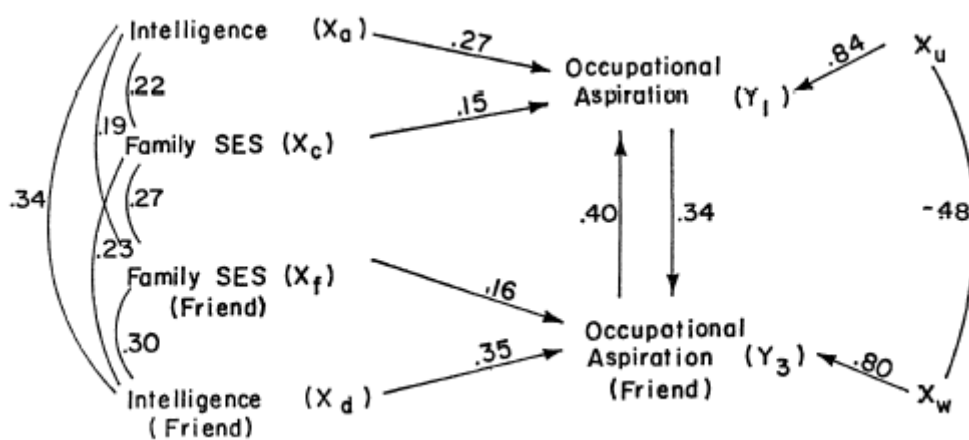 Intelligence (Xa)
.27
Occupational
Aspiration (Y1)
.84
Xu
.22
.19
.15
Family SES (Xc)
.34
.27
.40
.34
-.48
.23
Family SES (Xf)
(Friend)
.16
.30
.35
Occupational
Aspiration (Y3)
(Friend)
.80
Xw
Intelligence (Xd)
(Friend)